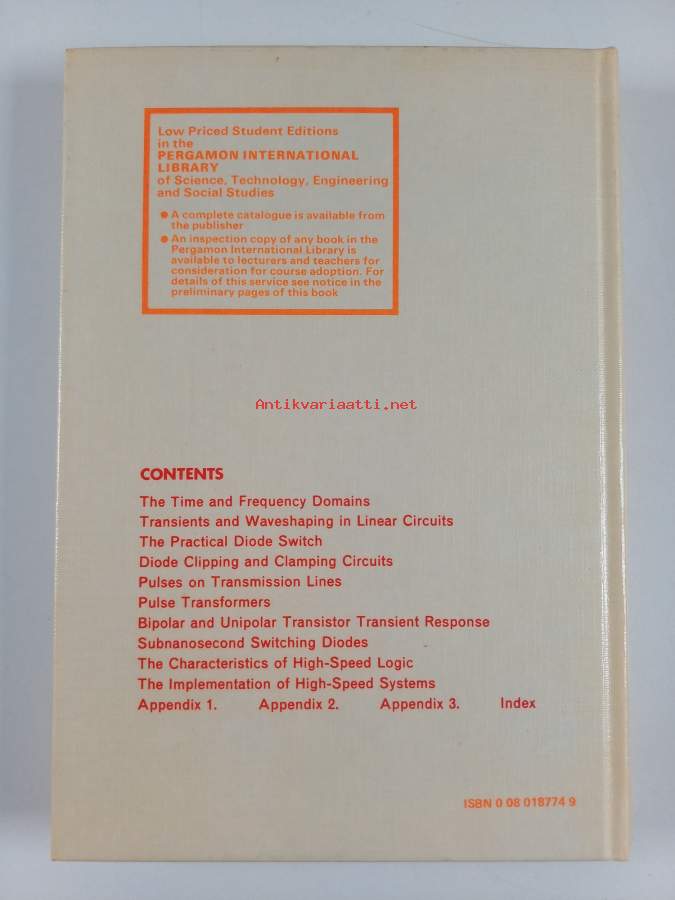 Low Priced Student Editions
in the
PERGAMON INTERNATIONAL
LIBRARY
of Science, Technology, Engineering
and Social Studies
● A complete catalogue is available from
the publisher
● An inspection copy of any book in the
Pergamon International Library is
available to lecturers and teachers for
consideration for course adoption. For
details of this service see notice in the
preliminary pages of this book
Antikvariaatti.net
CONTENTS
The Time and Frequency Domains
Transients and Waveshaping in Linear Circuits
The Practical Diode Switch
Diode Clipping and Clamping Circuits
Pulses on Transmission Lines
Pulse Transformers
Bipolar and Unipolar Transistor Transient Response
Subnanosecond Switching Diodes
The Characteristics of High-Speed Logic
The Implementation of High-Speed Systems
Appendix 1. Appendix 2. Appendix 3. Index
ISBN 0 08 018774 9